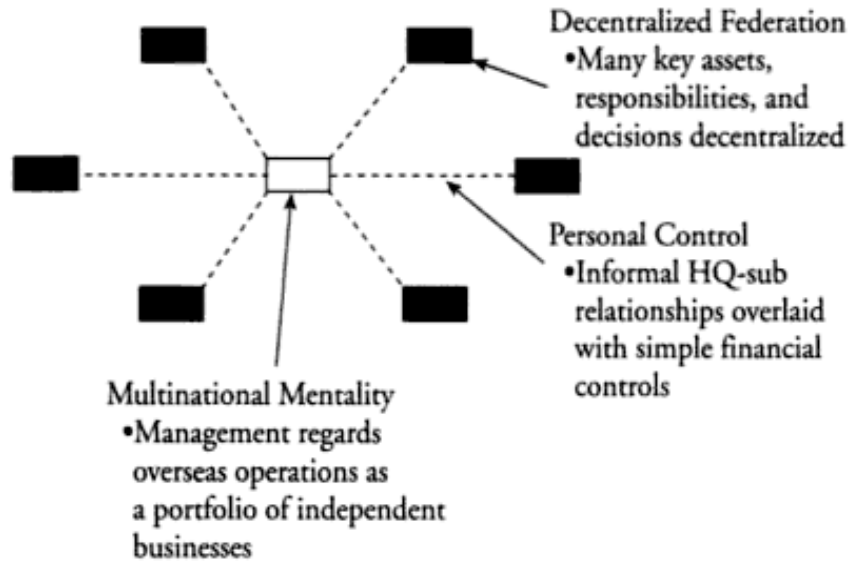 Decentralized Federation
•Many key assets,
responsibilities, and
decisions decentralized
Personal Control
•Informal HQ-sub
relationships overlaid
with simple financial
controls
Multinational Mentality
•Management regards
overseas operations as
a portfolio of independent
businesses